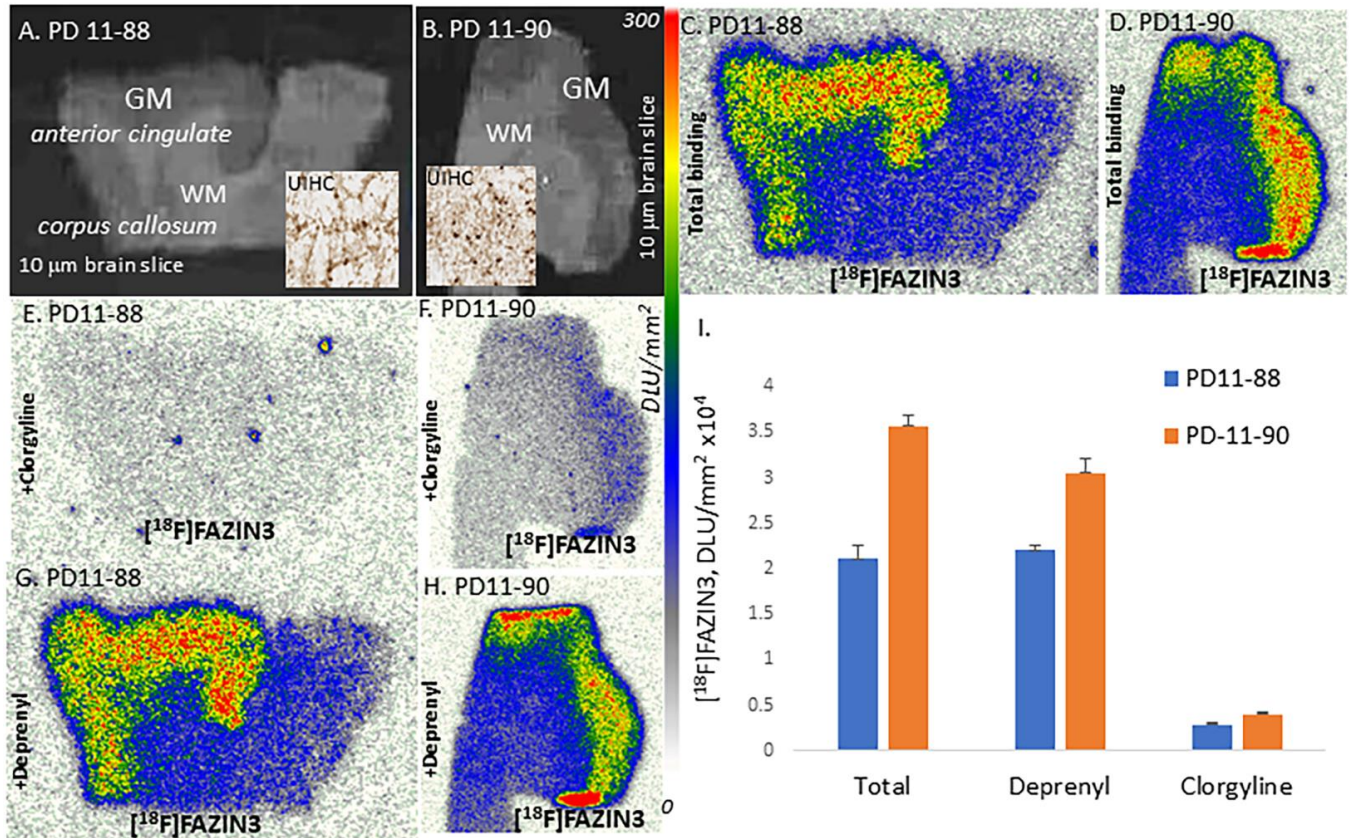 A. PD 11-88
GM
anterior cingulate
WM
corpus callosum
10 µm brain slice
UIHC
B. PD 11-90
GM
WM
UIHC
10 µm brain slice
300
DLU/mm²
0
C. PD11-88
Total binding
[¹⁸F]FAZIN3
D. PD11-90
Total binding
[¹⁸F]FAZIN3
E. PD11-88
+Clorgyline
[¹⁸F]FAZIN3
F. PD11-90
+Clorgyline
[¹⁸F]FAZIN3
G. PD11-88
+Deprenyl
[¹⁸F]FAZIN3
H. PD11-90
+Deprenyl
[¹⁸F]FAZIN3
I.
[¹⁸F]FAZIN3, DLU/mm² x10⁴
4
3.5
3
2.5
2
1.5
1
0.5
0
PD11-88
PD-11-90
Total
Deprenyl
Clorgyline